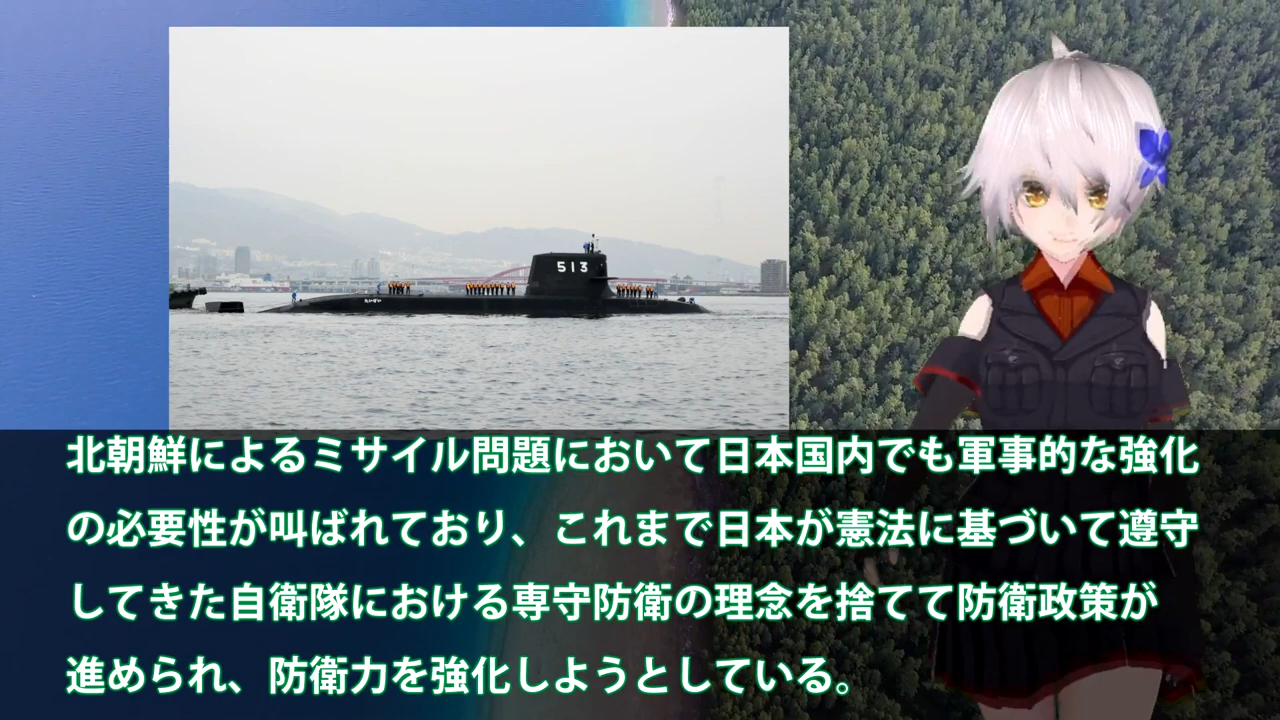 513
北朝鮮によるミサイル問題において日本国内でも軍事的な強化
の必要性が叫ばれており、これまで日本が憲法に基づいて遵守
してきた自衛隊における専守防衛の理念を捨てて防衛政策が
進められ、防衛力を強化しようとしている。